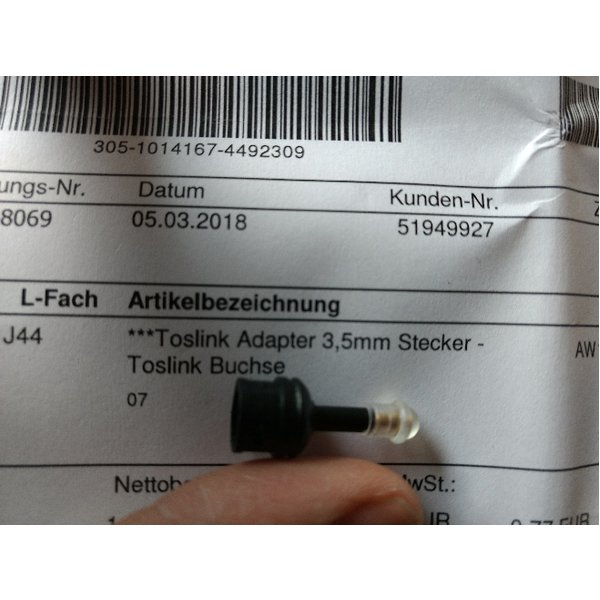 305-1014167-4492309
ungs-Nr. Datum Kunden-Nr.
8069 05.03.2018 51949927
L-Fach Artikelbezeichnung
J44 ***Toslink Adapter 3,5mm Stecker - AW
Toslink Buchse
07
Nettob wSt.: